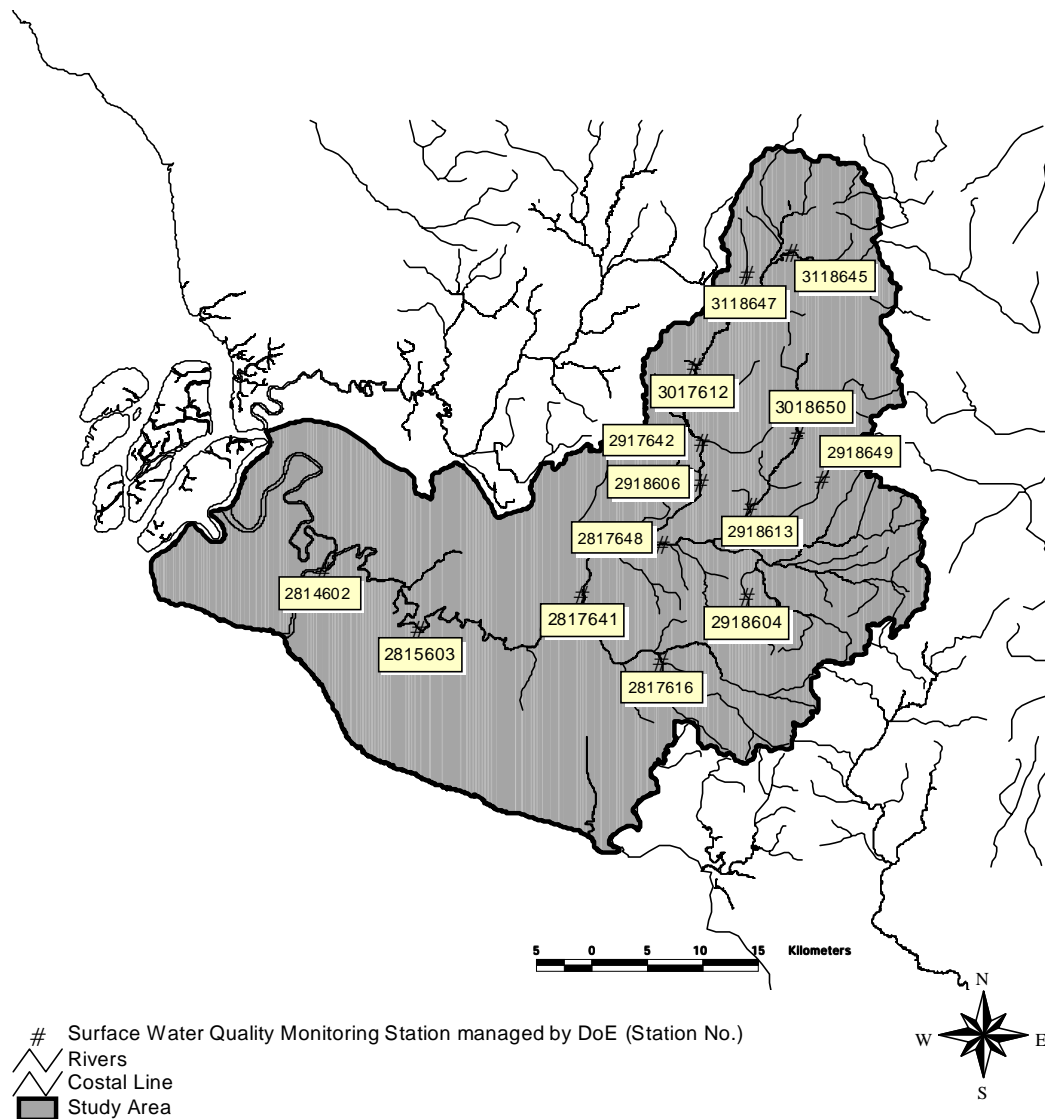 3118645
3118647
3017612
3018650
2917642
2918649
2918606
2918613
2817648
2814602
2817641
2918604
2815603
2817616
5 0 5 10 15 Kilometers
N
W E
S
# Surface Water Quality Monitoring Station managed by DoE (Station No.)
Rivers
Costal Line
Study Area